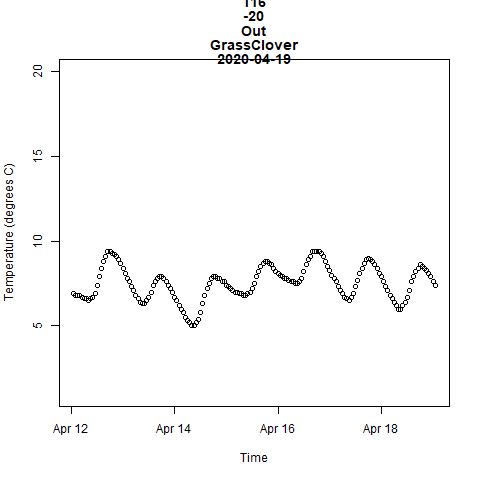 T16
-20
Out
GrassClover
2020-04-19
Temperature (degrees C)
20
15
10
5
Apr 12
Apr 14
Apr 16
Apr 18
Time